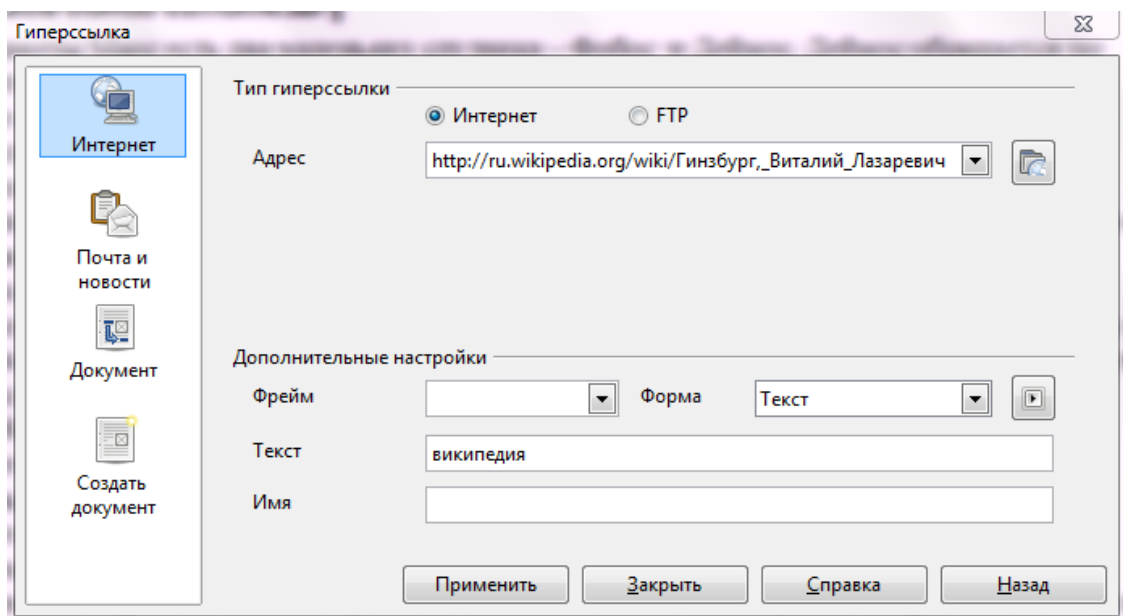 Гиперссылка
Интернет
Почта и
новости
Документ
Создать
документ
Тип гиперссылки
Интернет
FTP
Адрес
http://ru.wikipedia.org/wiki/Гинзбург,_Виталий_Лазаревич
Дополнительные настройки
Фрейм
Форма
Текст
Текст
википедия
Имя
Применить
Закрыть
Справка
Назад